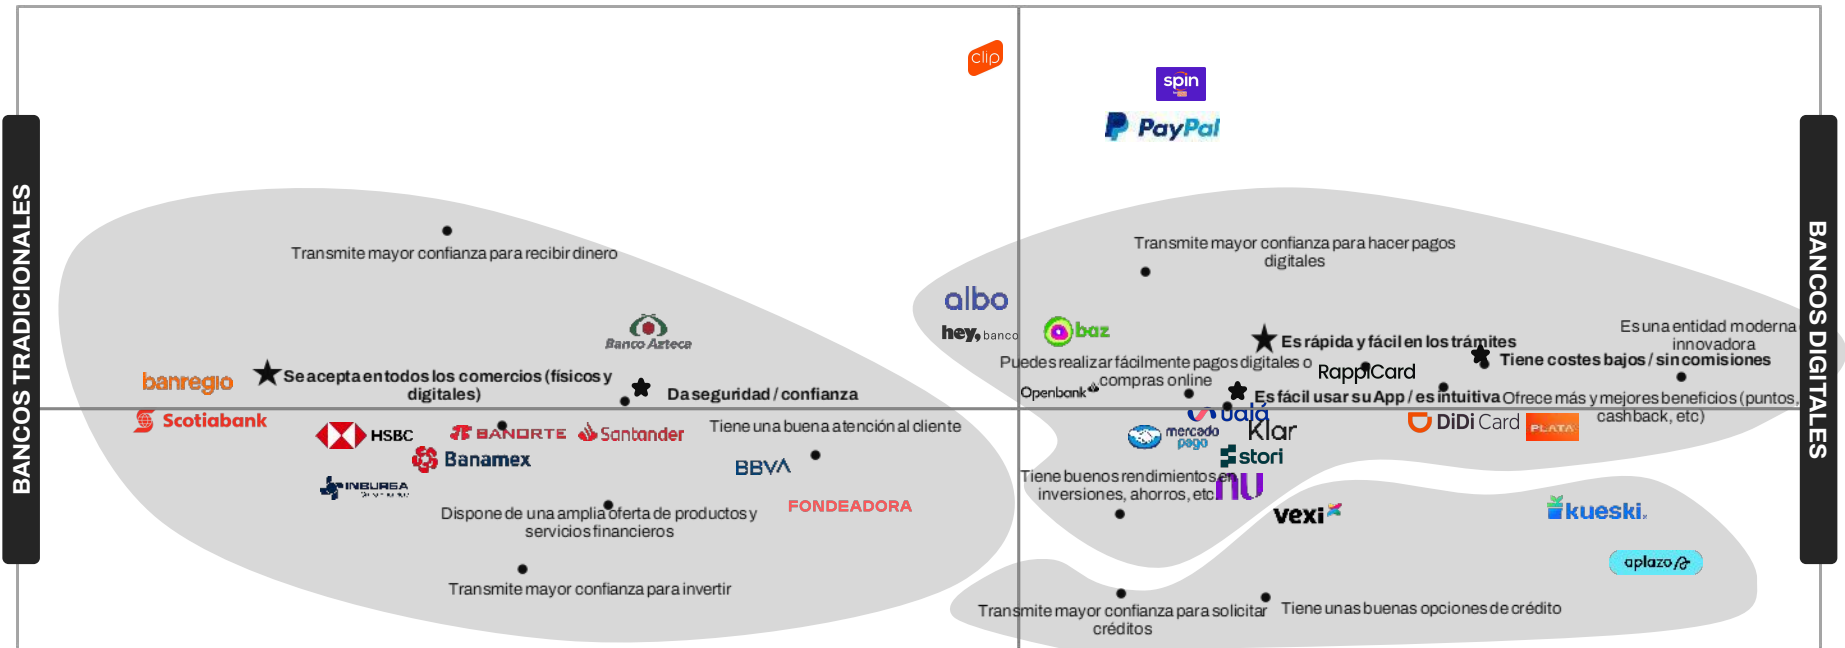 clip
spin
PayPal
BANCOS TRADICIONALES
BANCOS DIGITALES
Transmite mayor confianza para recibir dinero
Transmite mayor confianza para hacer pagos
digitales
albo
hey, banco
baz
Banco Azteca
Es una entidad moderna
innovadora
Es rápida y fácil en los trámites
Tiene costes bajos / sin comisiones
Puedes realizar fácilmente pagos digitales o
compras online
RappiCard
banregio
Se acepta en todos los comercios (físicos y
digitales)
Da seguridad / confianza
Openbank
Es fácil usar su App / es intuitiva
Ofrece más y mejores beneficios (puntos,
cashback, etc)
ualá
Scotiabank
HSBC
BANORTE
Santander
Tiene una buena atención al cliente
mercado
pago
Klar
DiDi Card
PLATA
Banamex
BBVA
stori
INBURSA
Tiene buenos rendimientos en
inversiones, ahorros, etc
nu
FONDEADORA
vexi
kueski
Dispone de una amplia oferta de productos y
servicios financieros
aplazo
Transmite mayor confianza para invertir
Transmite mayor confianza para solicitar
créditos
Tiene unas buenas opciones de crédito